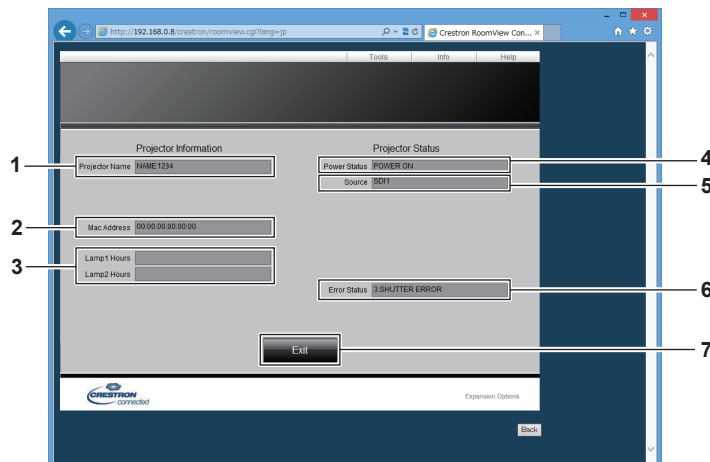 http://192.168.0.8/crestron/roomview.cgi?lang=jp
Crestron RoomView Con... ×
Tools Info Help
Projector Information
Projector Status
1
Projector Name NAME1234
Power Status POWER ON
4
Source SDI1
5
2
Mac Address 00:00:00:00:00:00
3
Lamp1 Hours
Lamp2 Hours
Error Status 3:SHUTTER ERROR
6
Exit
7
CRESTRON
connected
Expansion Options
Back